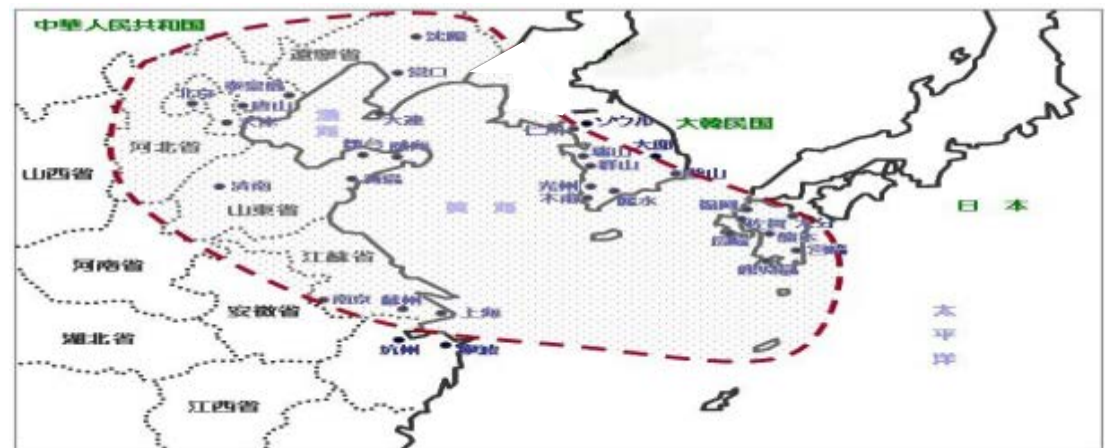 中華人民共和国
瀋陽
遼寧省
営口
北京
秦皇島
唐山
天津
大連
渤海
河北省
煙台
威海
青島
済南
山東省
山西省
仁川
ソウル
大韓民国
大邱
群山
釜山
光州
木浦
麗水
黄海
福岡
佐賀
大分
熊本
宮崎
鹿児島
日本
江蘇省
河南省
南京
蘇州
上海
安徽省
湖北省
杭州
寧波
江西省
太平洋